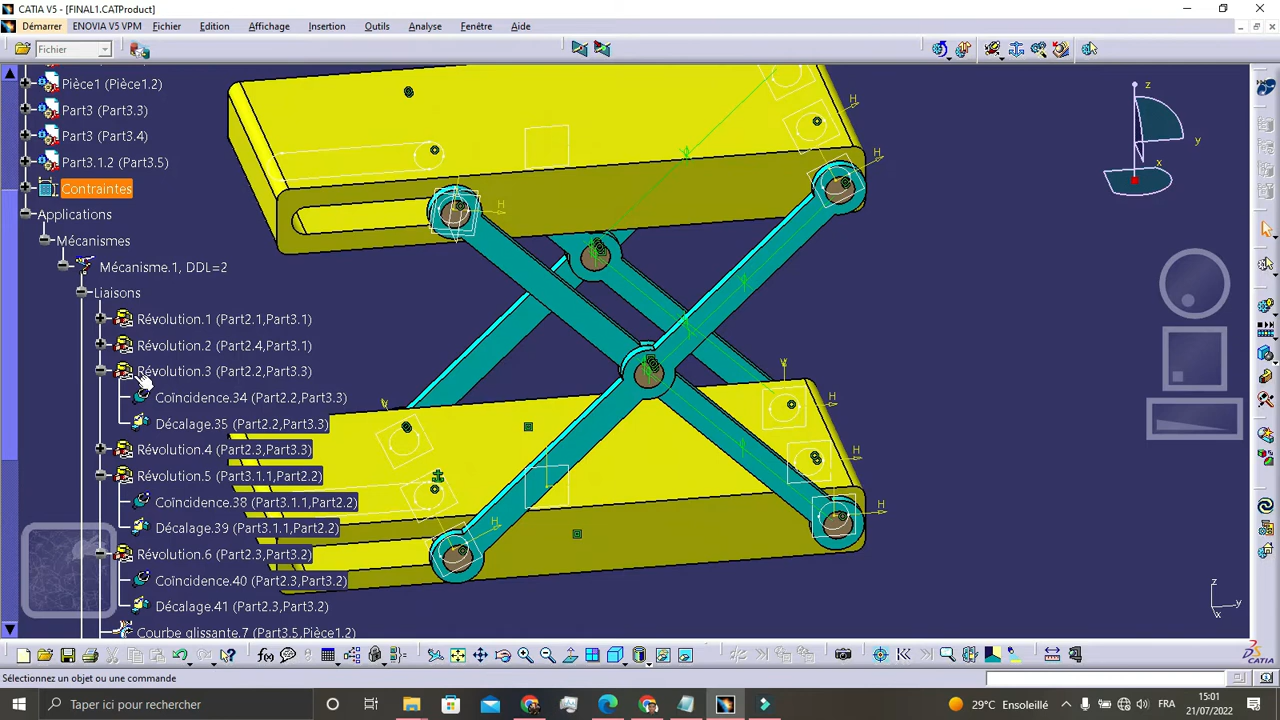 CATIA V5 - [FINAL1.CATProduct]
Démarrer ENOVIA V5 VPM Fichier Edition Affichage Insertion Outils Analyse Fenêtre Aide
Fichier
Pièce1 (Pièce1.2)
Part3 (Part3.3)
Part3 (Part3.4)
Part3.1.2 (Part3.5)
Contraintes
Applications
Mécanismes
Mécanisme.1, DDL=2
Liaisons
Révolution.1 (Part2.1,Part3.1)
Révolution.2 (Part2.4,Part3.1)
Révolution.3 (Part2.2,Part3.3)
Coïncidence.34 (Part2.2,Part3.3)
Décalage.35 (Part2.2,Part3.3)
Révolution.4 (Part2.1,Part3.3)
Révolution.5 (Part3.1.1,Part2.2)
Coïncidence.38 (Part3.1.1,Part2.2)
Décalage.39 (Part3.1.1,Part2.2)
Révolution.6 (Part2.3,Part3.2)
Coïncidence.40 (Part2.3,Part3.2)
Décalage.41 (Part2.3,Part3.2)
Courbe glissante.7 (Part3.5,Pièce1.2)
H
H
H
V
H
V
H
H
H
z
y
x
z
y
x
f(x)
Sélectionnez un objet ou une commande
Taper ici pour rechercher
29°C Ensoleillé
FRA
15:01
21/07/2022